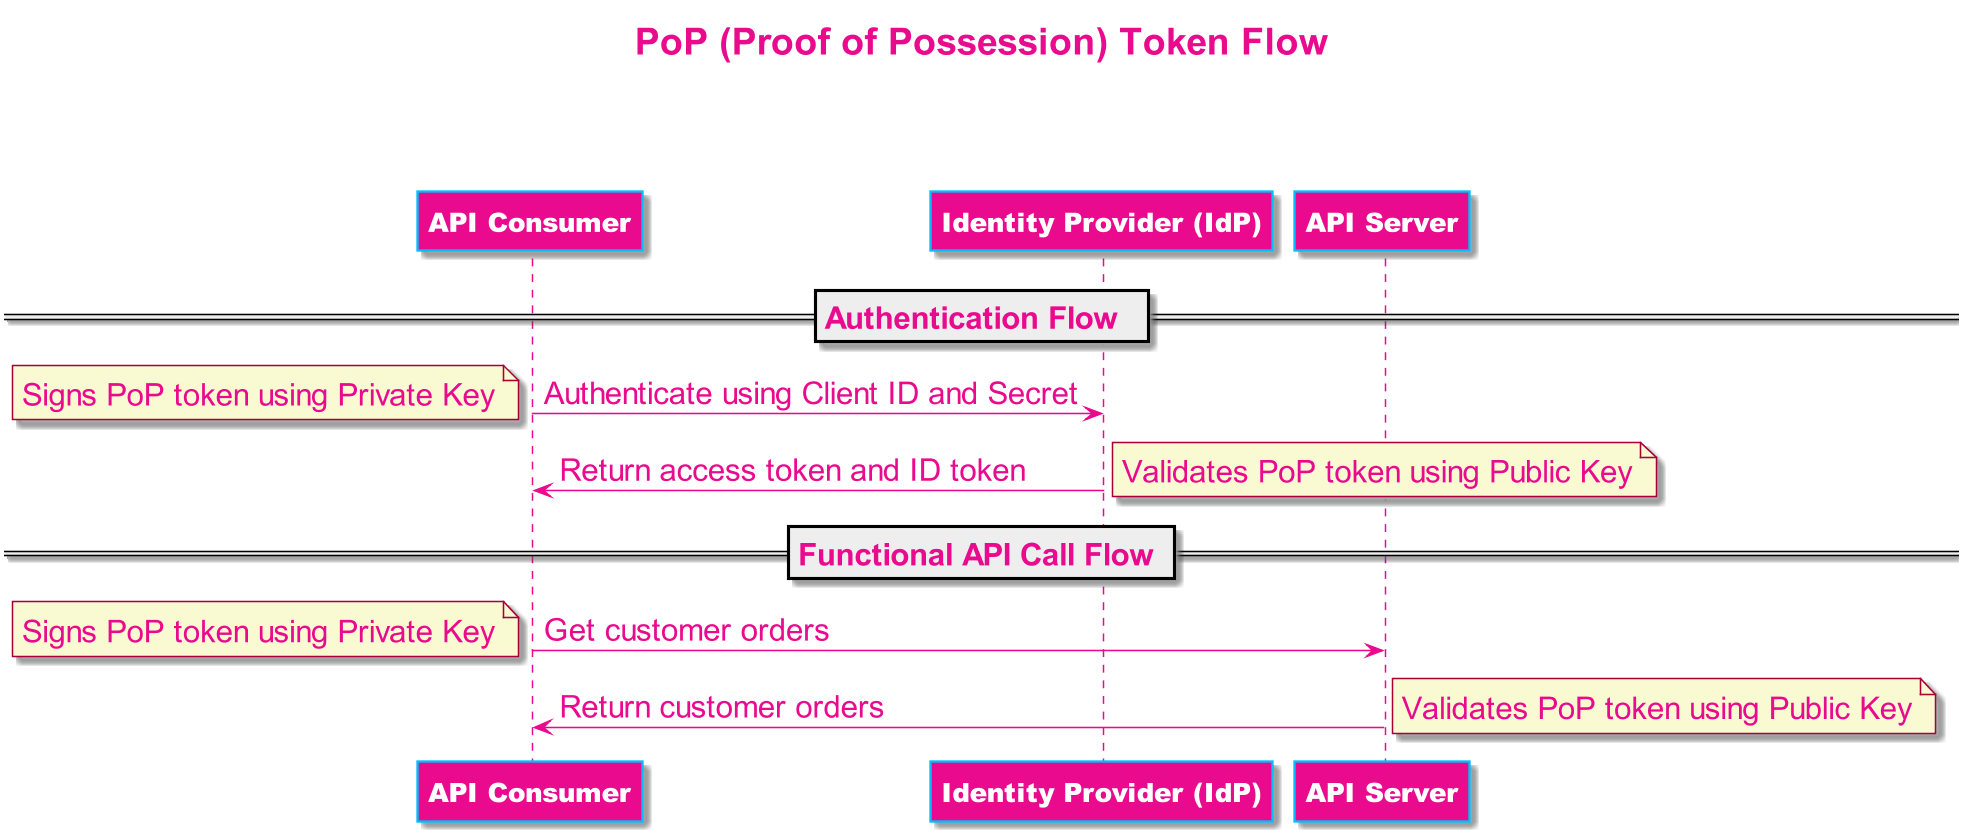 PoP (Proof of Possession) Token Flow
API Consumer
Identity Provider (IdP)
API Server
Authentication Flow
Signs PoP token using Private Key
Authenticate using Client ID and Secret
Return access token and ID token
Validates PoP token using Public Key
Functional API Call Flow
Signs PoP token using Private Key
Get customer orders
Return customer orders
Validates PoP token using Public Key
API Consumer
Identity Provider (IdP)
API Server